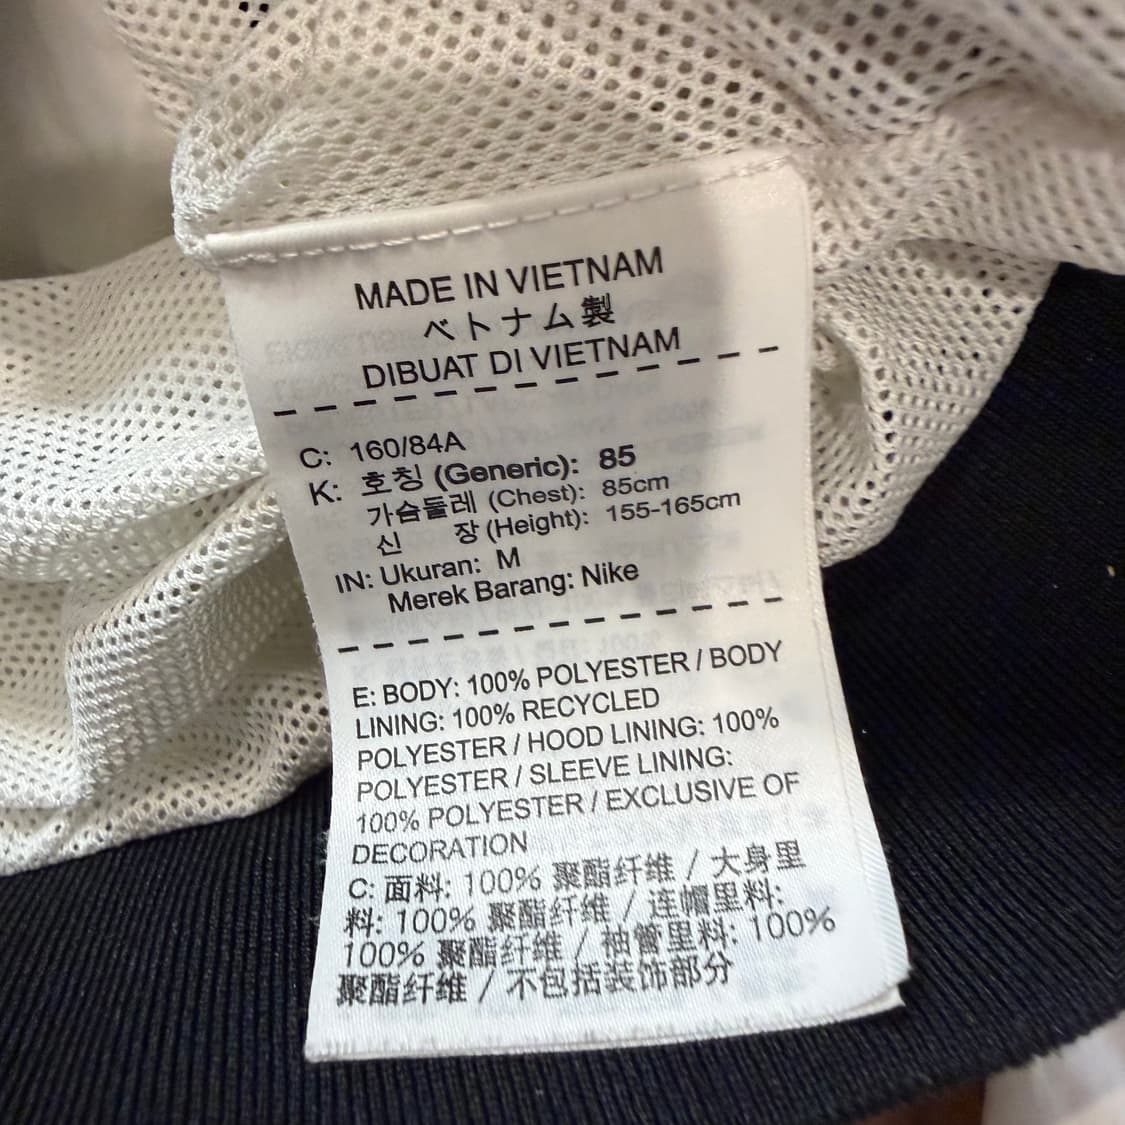 MADE IN VIETNAM
ベトナム製
DIBUAT DI VIETNAM
C: 160/84A
K: 호칭 (Generic): 85
가슴둘레 (Chest): 85cm
신 장 (Height): 155-165cm
IN: Ukuran: M
Merek Barang: Nike
E: BODY: 100% POLYESTER / BODY
LINING: 100% RECYCLED
POLYESTER / HOOD LINING: 100%
POLYESTER / SLEEVE LINING:
100% POLYESTER / EXCLUSIVE OF
DECORATION
C: 面料: 100% 聚酯纤维 / 大身里
料: 100% 聚酯纤维 / 连帽里料:
100% 聚酯纤维 / 袖管里料: 100%
聚酯纤维 / 不包括装饰部分